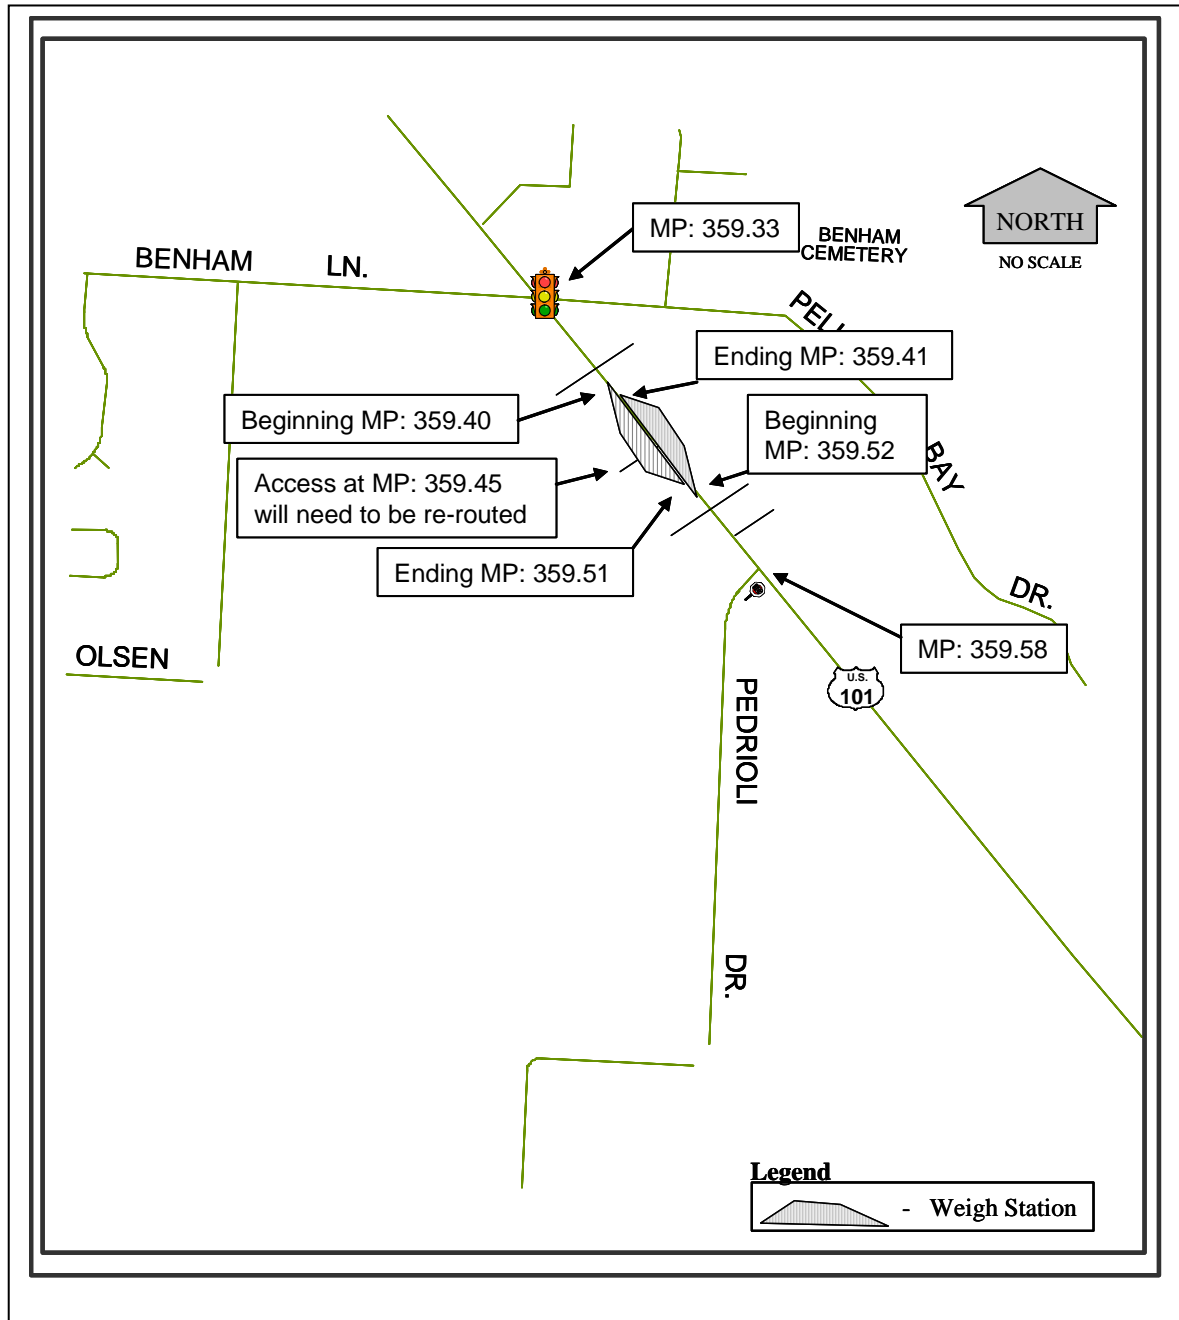 MP: 359.33
NORTH
NO SCALE
BENHAM
CEMETERY
BENHAM LN.
Ending MP: 359.41
Beginning MP: 359.40
Beginning
MP: 359.52
Access at MP: 359.45
will need to be re-routed
Ending MP: 359.51
BAY
DR.
MP: 359.58
OLSEN
U.S.
101
PEDRIOLI
DR.
Legend
- Weigh Station